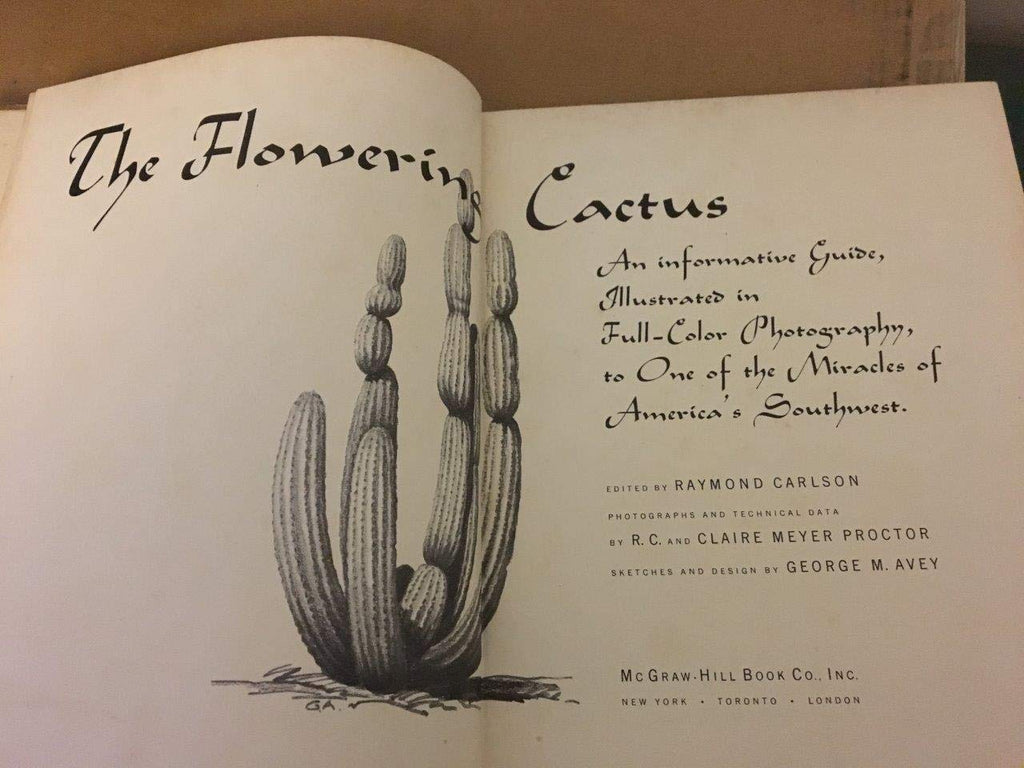 The Flowering Cactus
An informative Guide,
Illustrated in
Full-Color Photography,
to One of the Miracles of
America's Southwest.
EDITED BY RAYMOND CARLSON
PHOTOGRAPHS AND TECHNICAL DATA
BY R. C. AND CLAIRE MEYER PROCTOR
SKETCHES AND DESIGN BY GEORGE M. AVEY
MCGRAW-HILL BOOK CO., INC.
NEW YORK • TORONTO • LONDON
G.A.